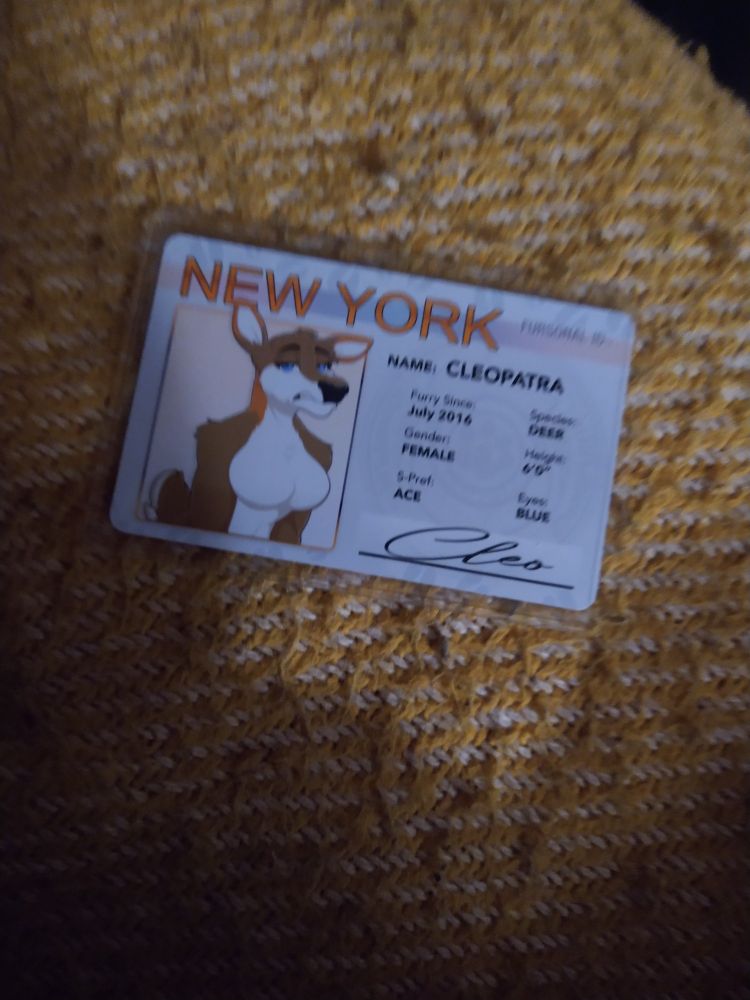 NEW YORK
FURSONAL ID
NAME: CLEOPATRA
Furry Since:
July 2016
Species:
DEER
Gender:
FEMALE
Height:
6'0"
S-Pref:
ACE
Eyes:
BLUE
Cleo